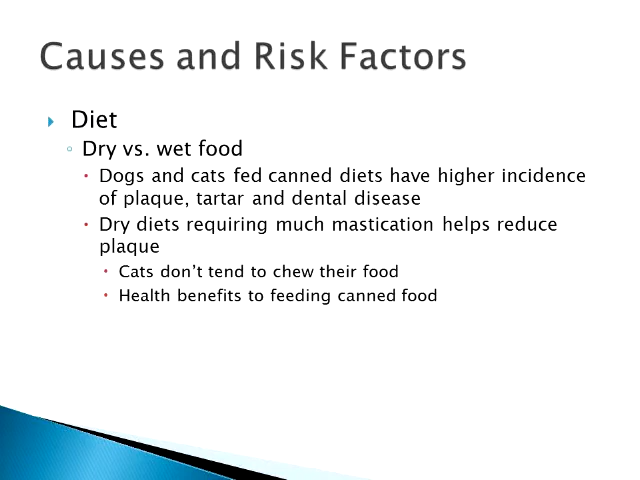 Causes and Risk Factors
Diet
Dry vs. wet food
Dogs and cats fed canned diets have higher incidence
of plaque, tartar and dental disease
Dry diets requiring much mastication helps reduce
plaque
Cats don't tend to chew their food
Health benefits to feeding canned food